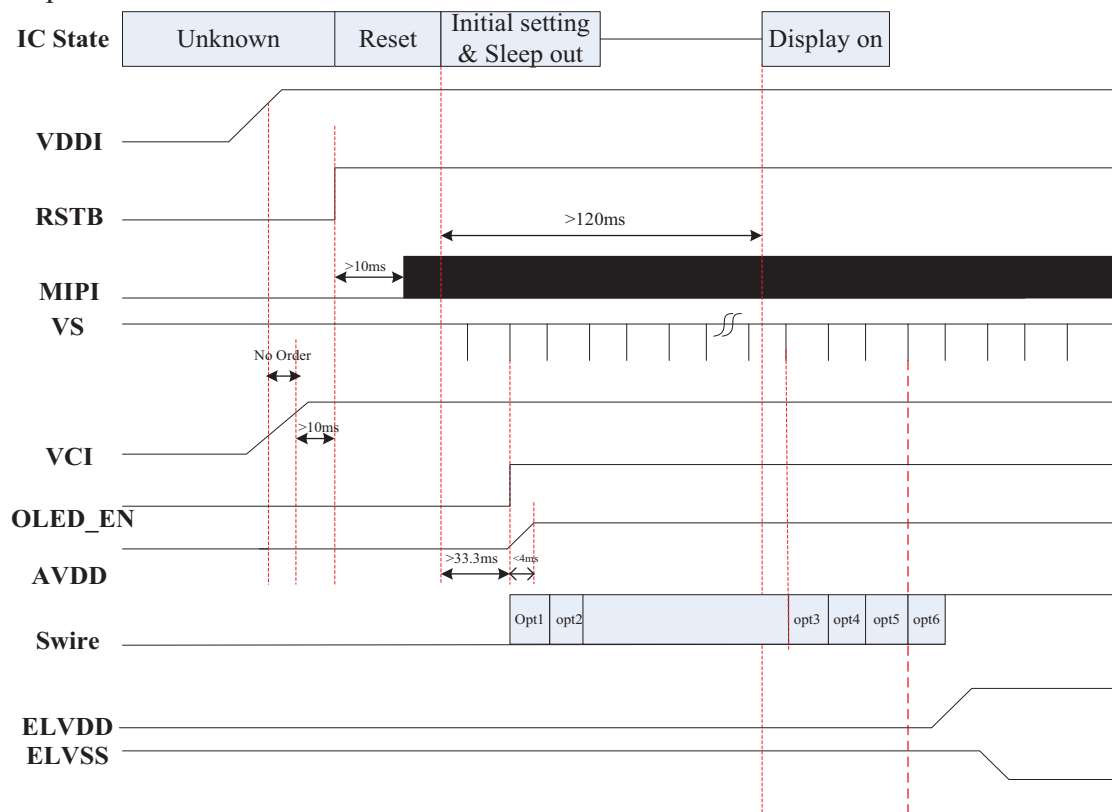 IC State
Unknown
Reset
Initial setting
& Sleep out
Display on
VDDI
RSTB
>120ms
>10ms
MIPI
VS
No Order
>10ms
VCI
OLED_EN
>33.3ms
<4ms
AVDD
Opt1
opt2
opt3
opt4
opt5
opt6
Swire
ELVDD
ELVSS